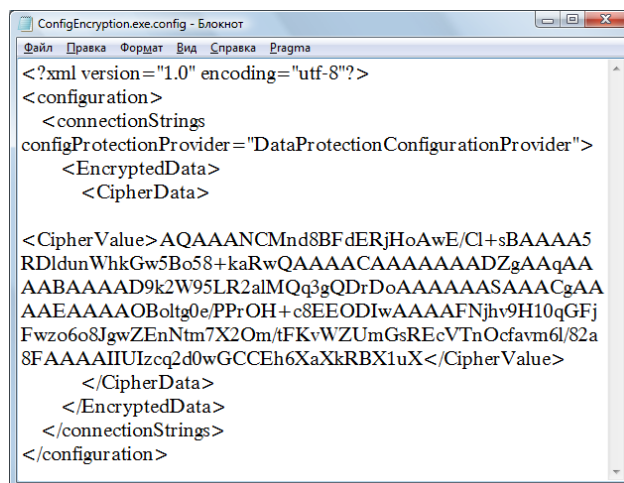 ConfigEncryption.exe.config - Блокнот
Файл Правка Формат Вид Справка Pragma
<?xml version="1.0" encoding="utf-8"?>
<configuration>
<connectionStrings
configProtectionProvider="DataProtectionConfigurationProvider">
<EncryptedData>
<CipherData>
<CipherValue>AQAAANCMnd8BFdERjHoAwE/Cl+sBAAAA5
RDldunWhkGw5Bo58+kaRwQAAAACAAAAAAADZgAAqAA
AABAAAAD9k2W95LR2alMQq3gQDrDoAAAAAASAAACgAA
AAEAAAAOBoltg0e/PPrOH+c8EEODIwAAAAFNjhv9H10qGFj
Fwzo6o8JgwZEnNtm7X2Om/tFKvWZUmGsREcVTnOcfavm6l/82a
8FAAAAIIUIzcq2d0wGCCEh6XaXkRBX1uX</CipherValue>
</CipherData>
</EncryptedData>
</connectionStrings>
</configuration>